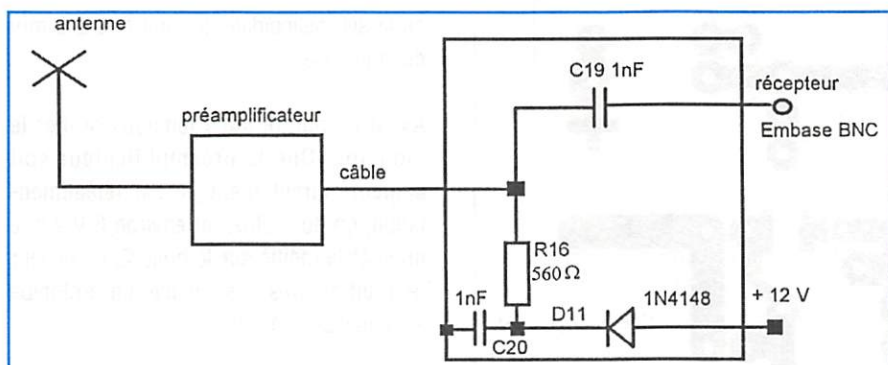 antenne
préamplificateur
câble
C19 1nF
récepteur
Embase BNC
R16
560 Ω
1nF
C20
D11
1N4148
+ 12 V